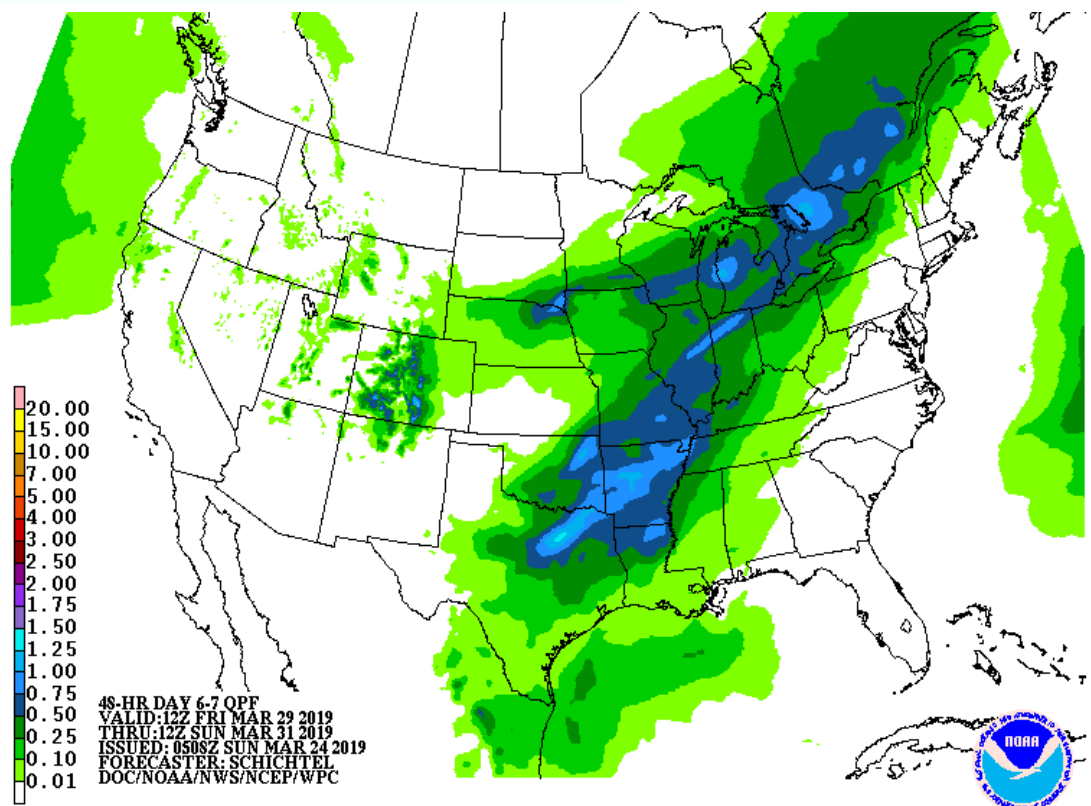 20.00
15.00
10.00
7.00
5.00
4.00
3.00
2.50
2.00
1.75
1.50
1.25
1.00
0.75
0.50
0.25
0.10
0.01
48-HR DAY 6-7 QPF
VALID:12Z FRI MAR 29 2019
THRU:12Z SUN MAR 31 2019
ISSUED: 0508Z SUN MAR 24 2019
FORECASTER: SCHICHTEL
DOC/NOAA/NWS/NCEP/WPC
NOAA